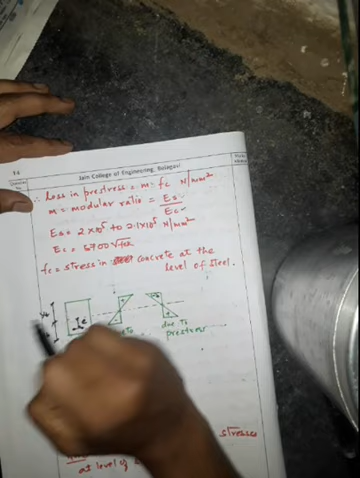 14
Jain College of Engineering, Belagavi
∴ Loss in prestress = m · fc N/mm²
m = modular ratio = Es / Ec
Es = 2×10⁵ to 2.1×10⁵ N/mm²
Ec = 5700√fck
fc = stress in concrete at the
level of steel.
e
due to
prestress
stresses
at level of